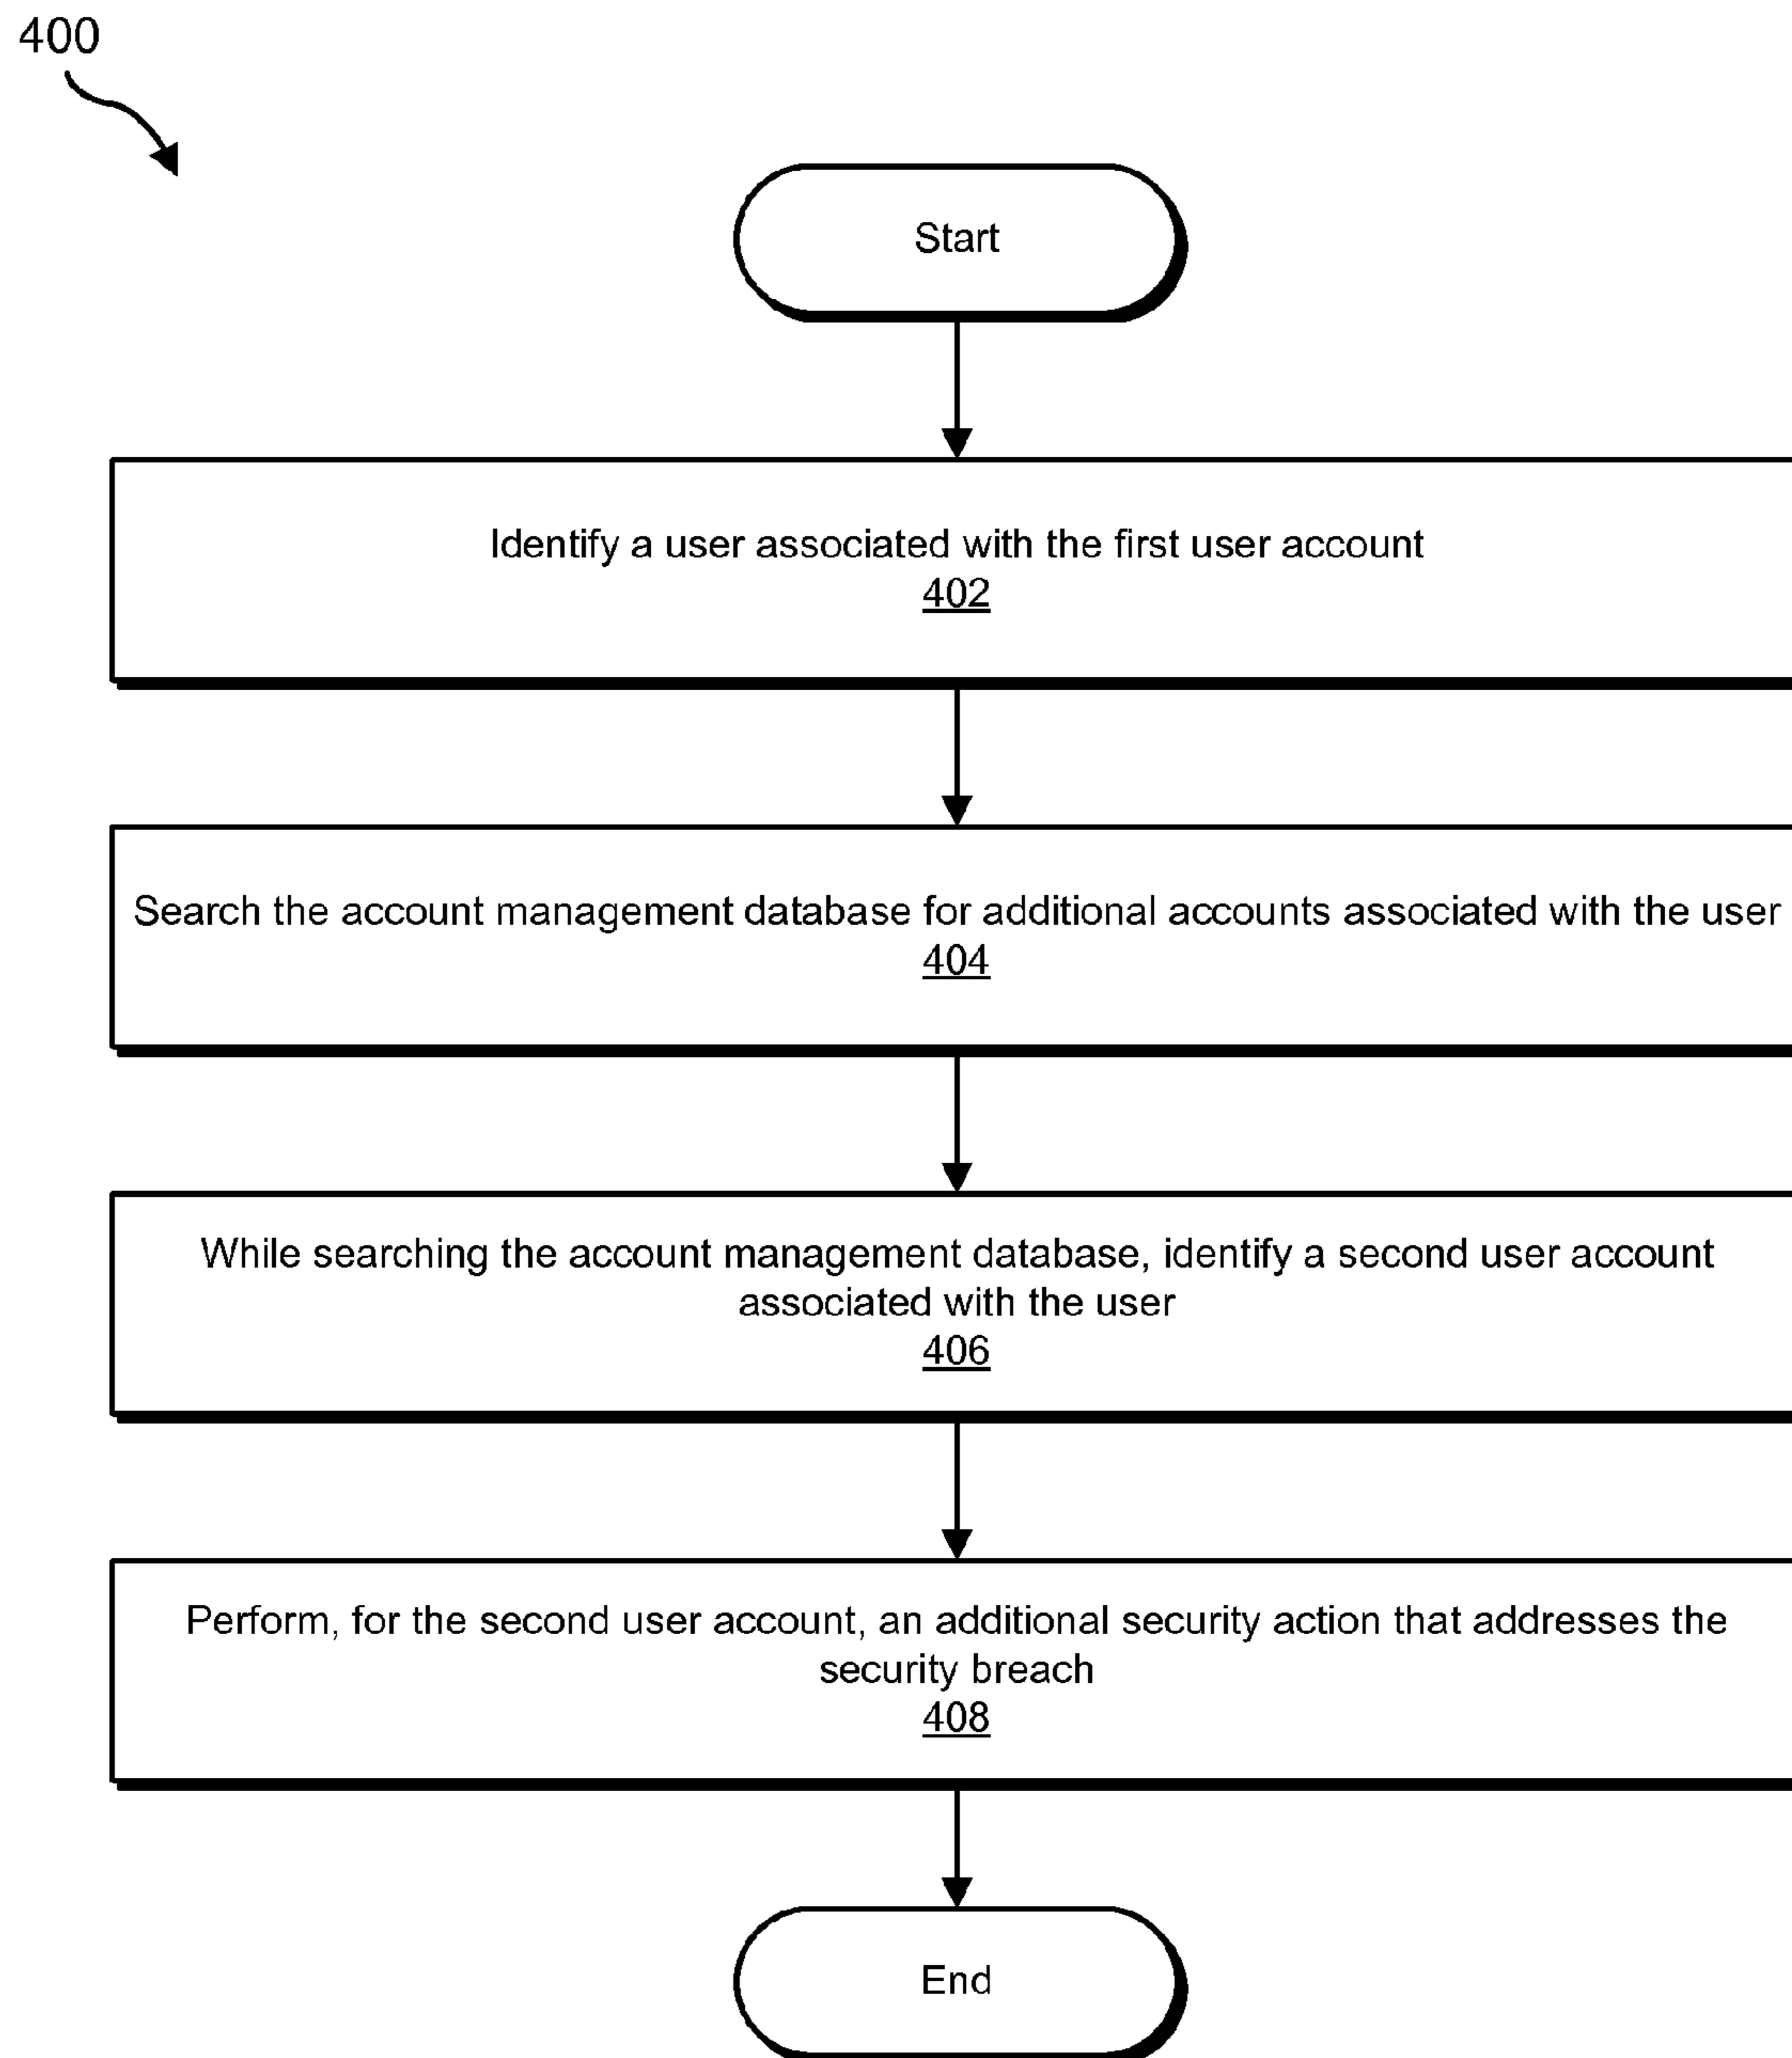 400
Start
Identify a user associated with the first user account
402
Search the account management database for additional accounts associated with the user
404
While searching the account management database, identify a second user account
associated with the user
406
Perform, for the second user account, an additional security action that addresses the
security breach
408
End